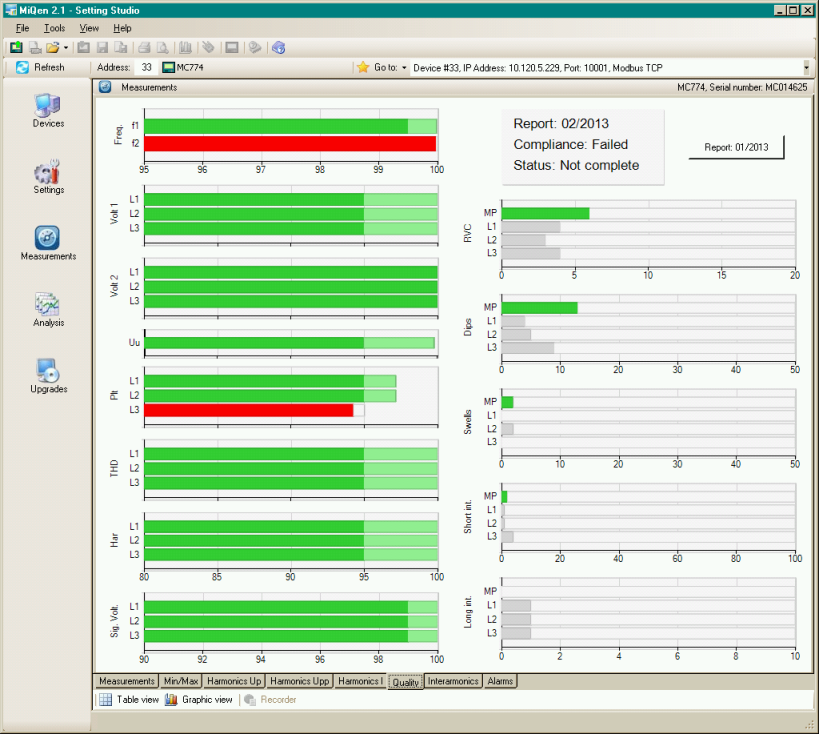 MiQen 2.1 - Setting Studio
File Tools View Help
Refresh Address: 33 MC774 Go to: Device #33, IP Address: 10.120.5.229, Port: 10001, Modbus TCP
Devices
Settings
Measurements
Analysis
Upgrades
Measurements MC774, Serial number: MC014625
Freq.
f1
f2
95 96 97 98 99 100
Volt 1
L1
L2
L3
Volt 2
L1
L2
L3
Uu
Plt
L1
L2
L3
THD
L1
L2
L3
Har
L1
L2
L3
80 85 90 95 100
Sig. Volt.
L1
L2
L3
90 92 94 96 98 100
Report: 02/2013
Compliance: Failed
Status: Not complete
Report: 01/2013
RVC
MP
L1
L2
L3
0 5 10 15 20
Dips
MP
L1
L2
L3
0 10 20 30 40 50
Swells
MP
L1
L2
L3
0 10 20 30 40 50
Short int.
MP
L1
L2
L3
0 20 40 60 80 100
Long int.
MP
L1
L2
L3
0 2 4 6 8 10
Measurements Min/Max Harmonics Up Harmonics Upp Harmonics I Quality Interarmonics Alarms
Table view Graphic view Recorder